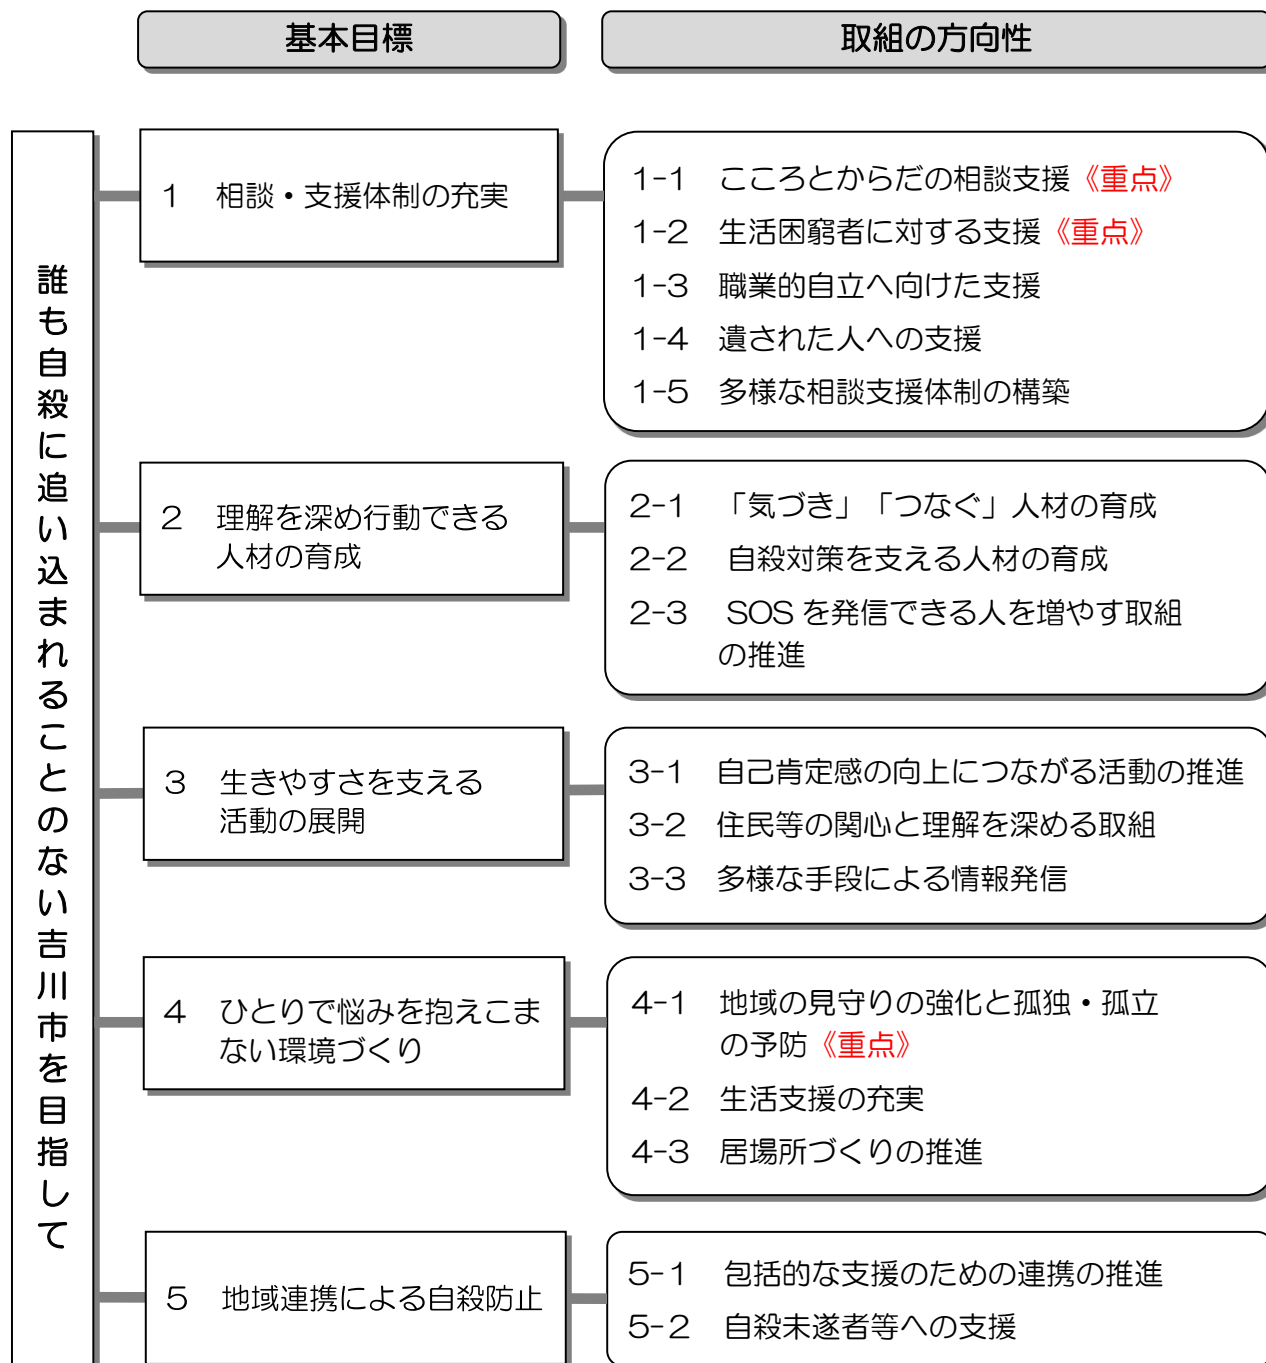 基本目標
取組の方向性
誰も自殺に追い込まれることのない吉川市を目指して
1 相談・支援体制の充実
1-1 こころとからだの相談支援《重点》
1-2 生活困窮者に対する支援《重点》
1-3 職業的自立へ向けた支援
1-4 遺された人への支援
1-5 多様な相談支援体制の構築
2 理解を深め行動できる
人材の育成
2-1 「気づき」「つなぐ」人材の育成
2-2 自殺対策を支える人材の育成
2-3 SOSを発信できる人を増やす取組
の推進
3 生きやすさを支える
活動の展開
3-1 自己肯定感の向上につながる活動の推進
3-2 住民等の関心と理解を深める取組
3-3 多様な手段による情報発信
4 ひとりで悩みを抱えこま
ない環境づくり
4-1 地域の見守りの強化と孤独・孤立
の予防《重点》
4-2 生活支援の充実
4-3 居場所づくりの推進
5 地域連携による自殺防止
5-1 包括的な支援のための連携の推進
5-2 自殺未遂者等への支援